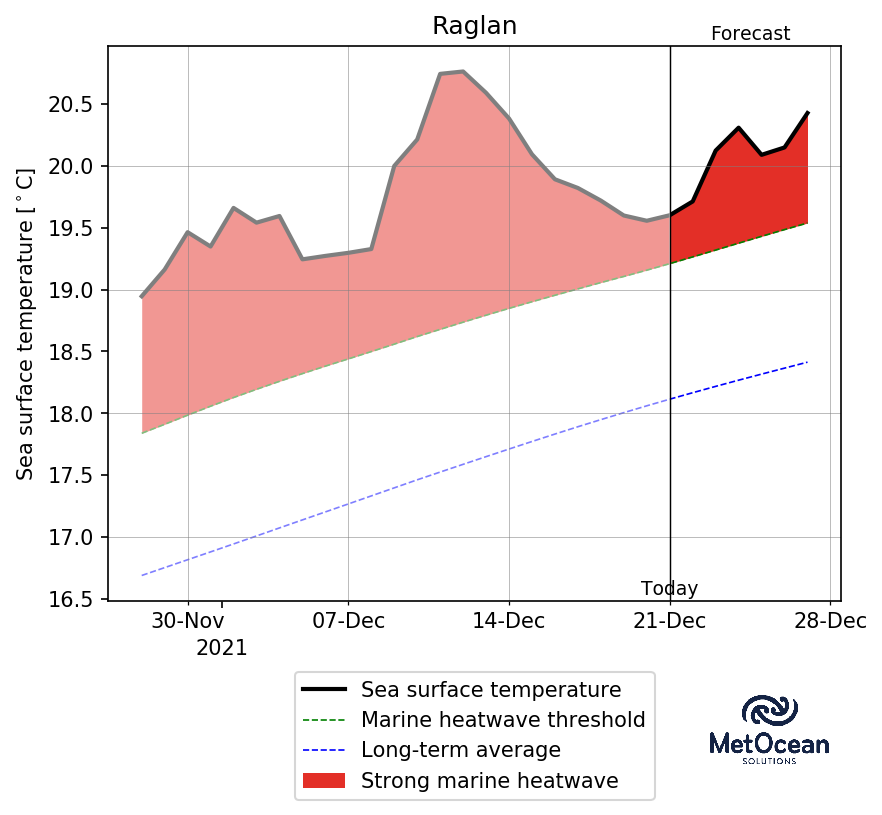 Raglan
Forecast
Sea surface temperature [°C]
20.5
20.0
19.5
19.0
18.5
18.0
17.5
17.0
16.5
Today
30-Nov 07-Dec 14-Dec 21-Dec 28-Dec
2021
Sea surface temperature
Marine heatwave threshold
Long-term average
Strong marine heatwave
MetOcean
SOLUTIONS